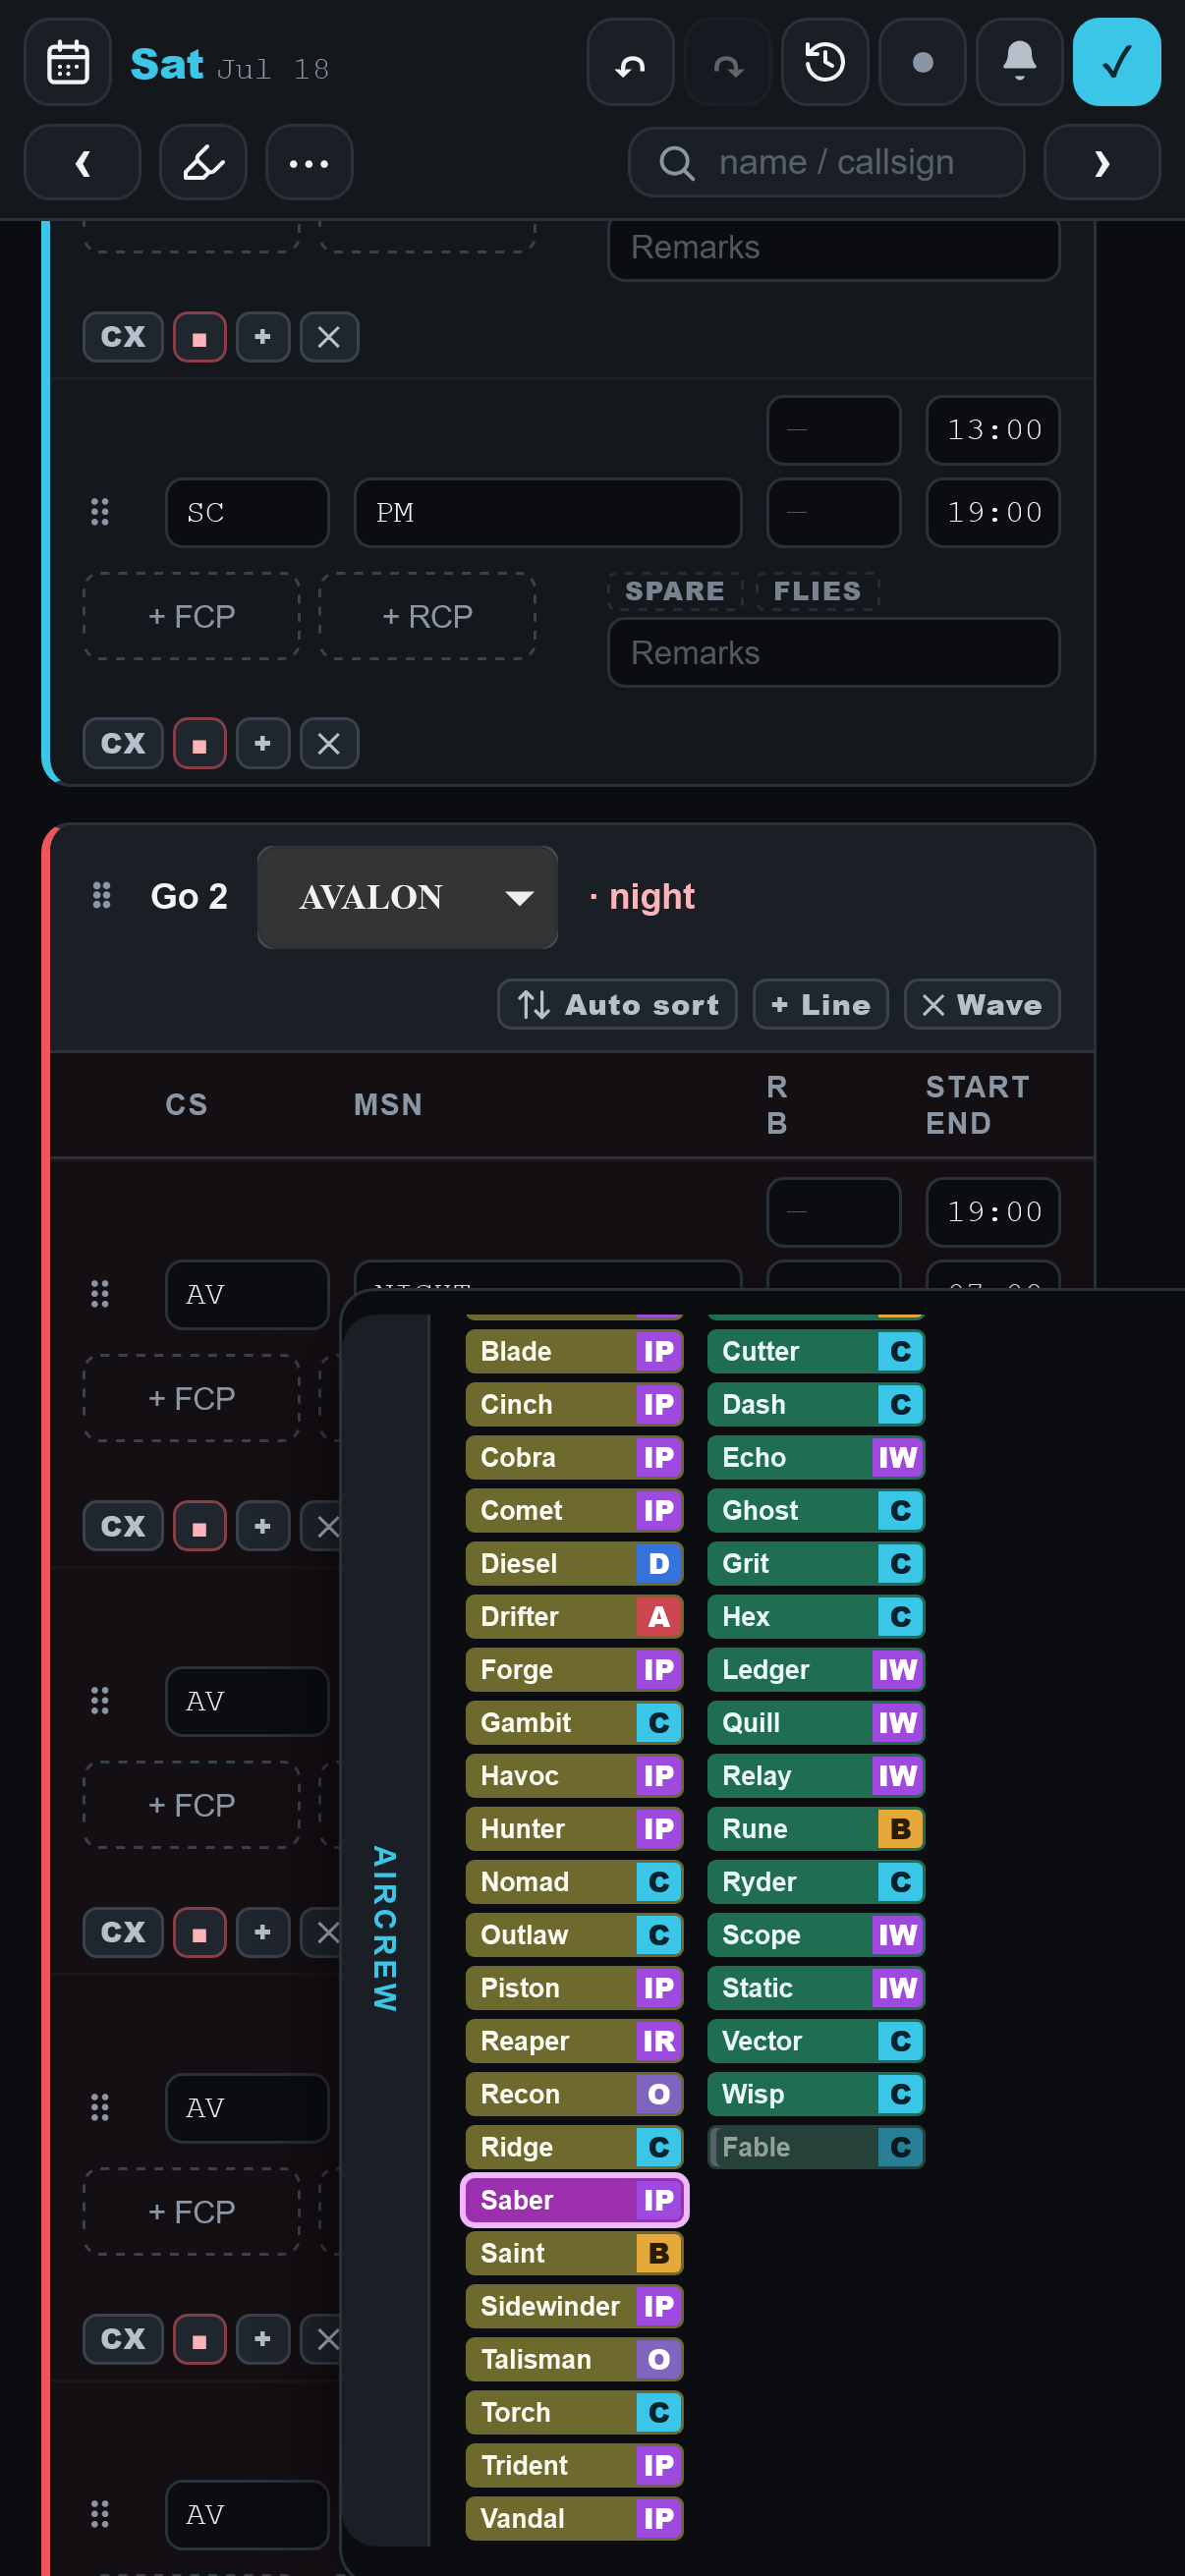 Sat Jul 18
name / callsign
Remarks
CX +
13:00
SC PM 19:00
+ FCP + RCP SPARE FLIES
Remarks
CX +
Go 2 AVALON · night
Auto sort + Line Wave
CS MSN R START
B END
19:00
AV
+ FCP
CX +
AV
+ FCP
CX +
AV
+ FCP
CX +
AV
AIRCREW
Blade IP
Cinch IP
Cobra IP
Comet IP
Diesel D
Drifter A
Forge IP
Gambit C
Havoc IP
Hunter IP
Nomad C
Outlaw C
Piston IP
Reaper IR
Recon O
Ridge C
Saber IP
Saint B
Sidewinder IP
Talisman O
Torch C
Trident IP
Vandal IP
Cutter C
Dash C
Echo IW
Ghost C
Grit C
Hex C
Ledger IW
Quill IW
Relay IW
Rune B
Ryder C
Scope IW
Static IW
Vector C
Wisp C
Fable C